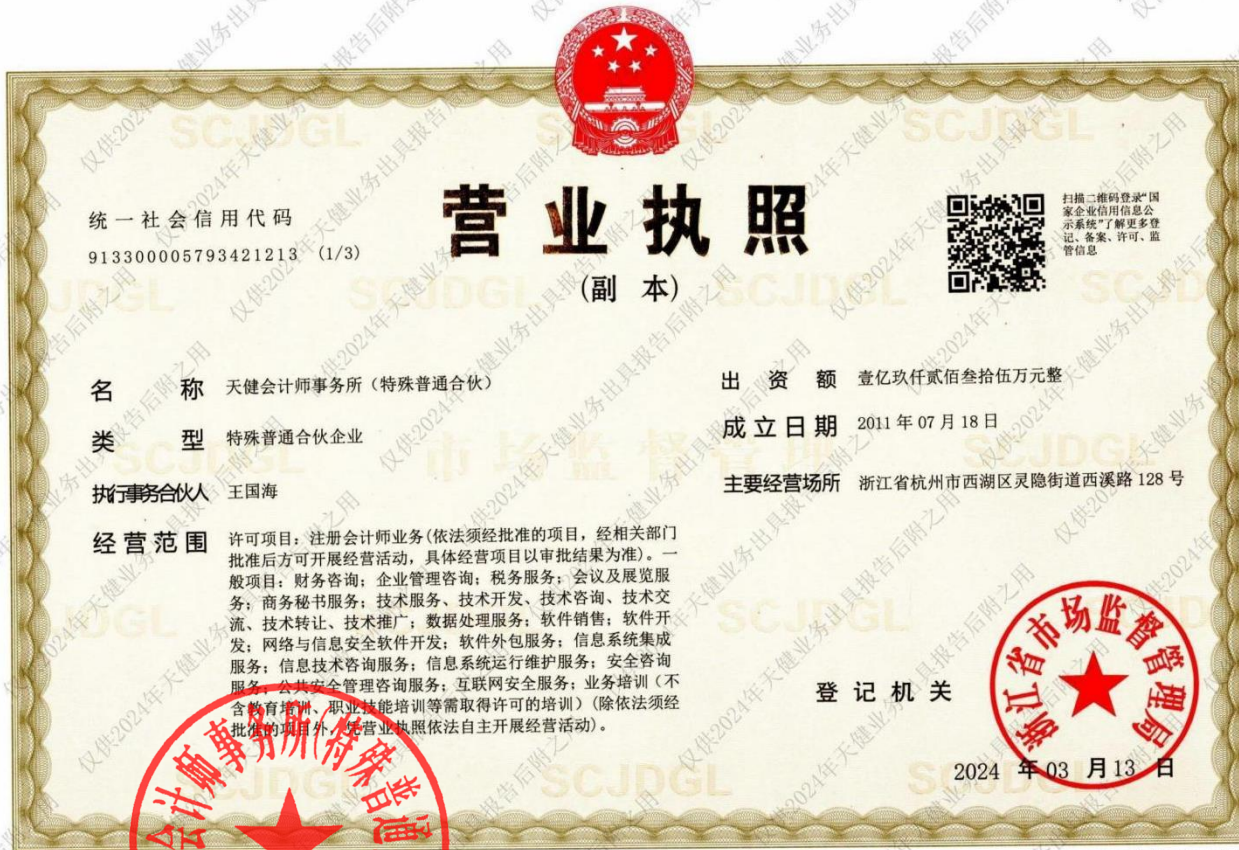 营业执照
(副 本)
统一社会信用代码
913300005793421213 (1/3)
扫描二维码登录“国
家企业信用信息公
示系统”了解更多登
记、备案、许可、监
管信息
名 称 天健会计师事务所（特殊普通合伙）
类 型 特殊普通合伙企业
执行事务合伙人 王国海
经营范围 许可项目：注册会计师业务(依法须经批准的项目，经相关部门
批准后方可开展经营活动，具体经营项目以审批结果为准)。一
般项目：财务咨询；企业管理咨询；税务服务；会议及展览服
务；商务秘书服务；技术服务、技术开发、技术咨询、技术交
流、技术转让、技术推广；数据处理服务；软件销售；软件开
发；网络与信息安全软件开发；软件外包服务；信息系统集成
服务；信息技术咨询服务；信息系统运行维护服务；安全咨询
服务；公共安全管理咨询服务；互联网安全服务；业务培训（不
含教育培训、职业技能培训等需取得许可的培训）(除依法须经
批准的项目外，凭营业执照依法自主开展经营活动)。
出 资 额 壹亿玖仟贰佰叁拾伍万元整
成立日期 2011年07月18日
主要经营场所 浙江省杭州市西湖区灵隐街道西溪路128号
登记机关
浙江省市场监督管理局
2024 年 03 月 13 日
会计师事务所(特殊普通
SCJDGL
市场监督管理
仅供2024年天健业务出具报告后附之用